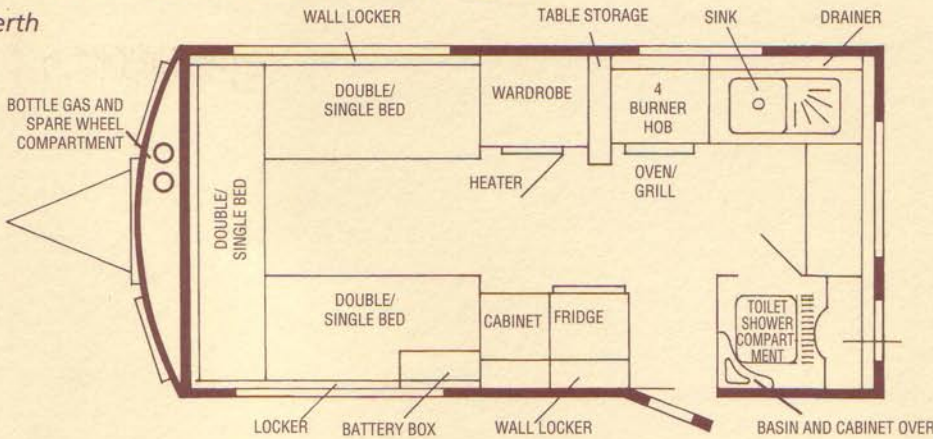 erth
WALL LOCKER
TABLE STORAGE
SINK
DRAINER
BOTTLE GAS AND
SPARE WHEEL
COMPARTMENT
DOUBLE/
SINGLE BED
WARDROBE
4
BURNER
HOB
HEATER
OVEN/
GRILL
DOUBLE/
SINGLE BED
DOUBLE/
SINGLE BED
CABINET
FRIDGE
TOILET
SHOWER
COMPART-
MENT
LOCKER
BATTERY BOX
WALL LOCKER
BASIN AND CABINET OVER